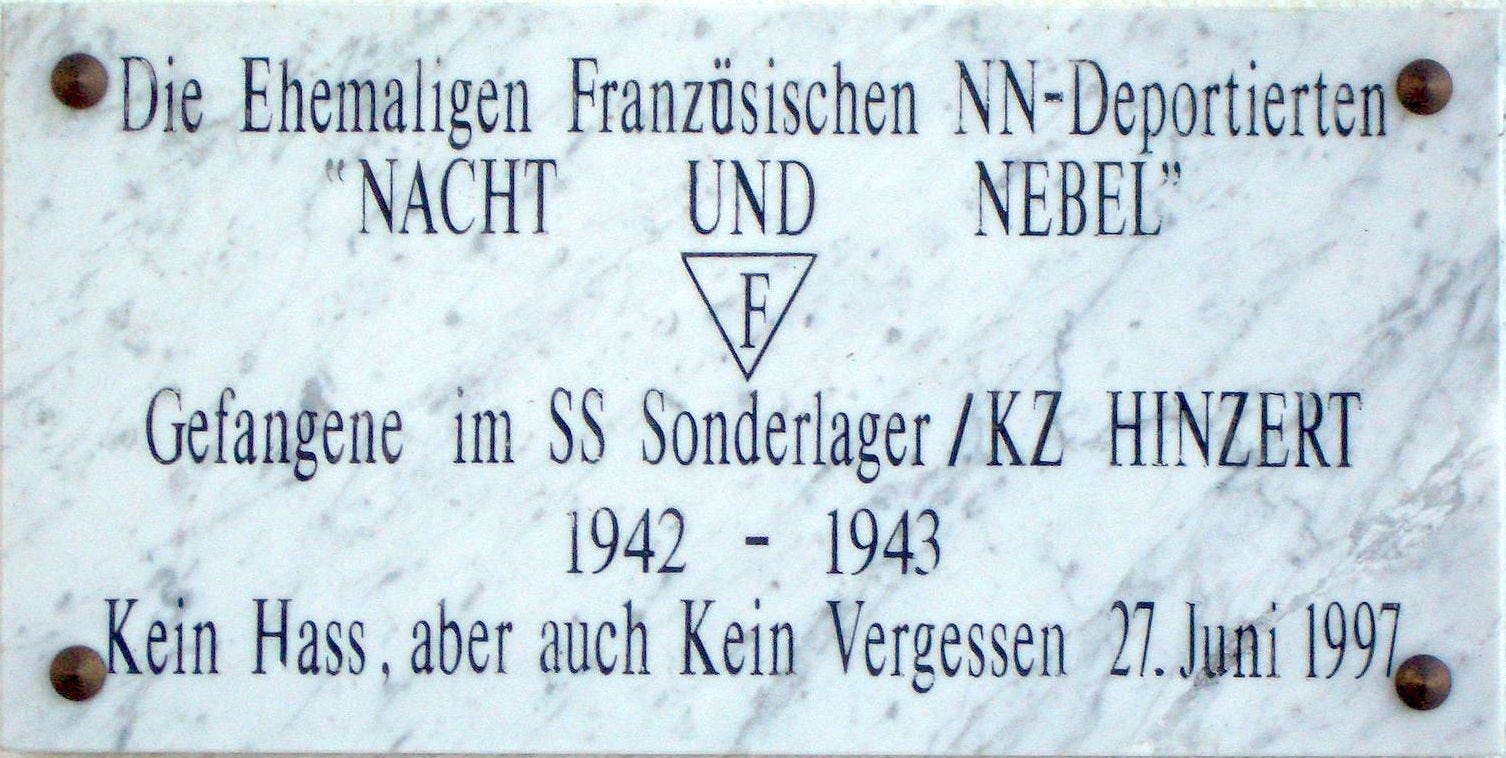 Die Ehemaligen Französischen NN-Deportierten
"NACHT UND NEBEL"
F
Gefangene im SS Sonderlager/KZ HINZERT
1942 - 1943
Kein Hass, aber auch Kein Vergessen 27. Juni 1997